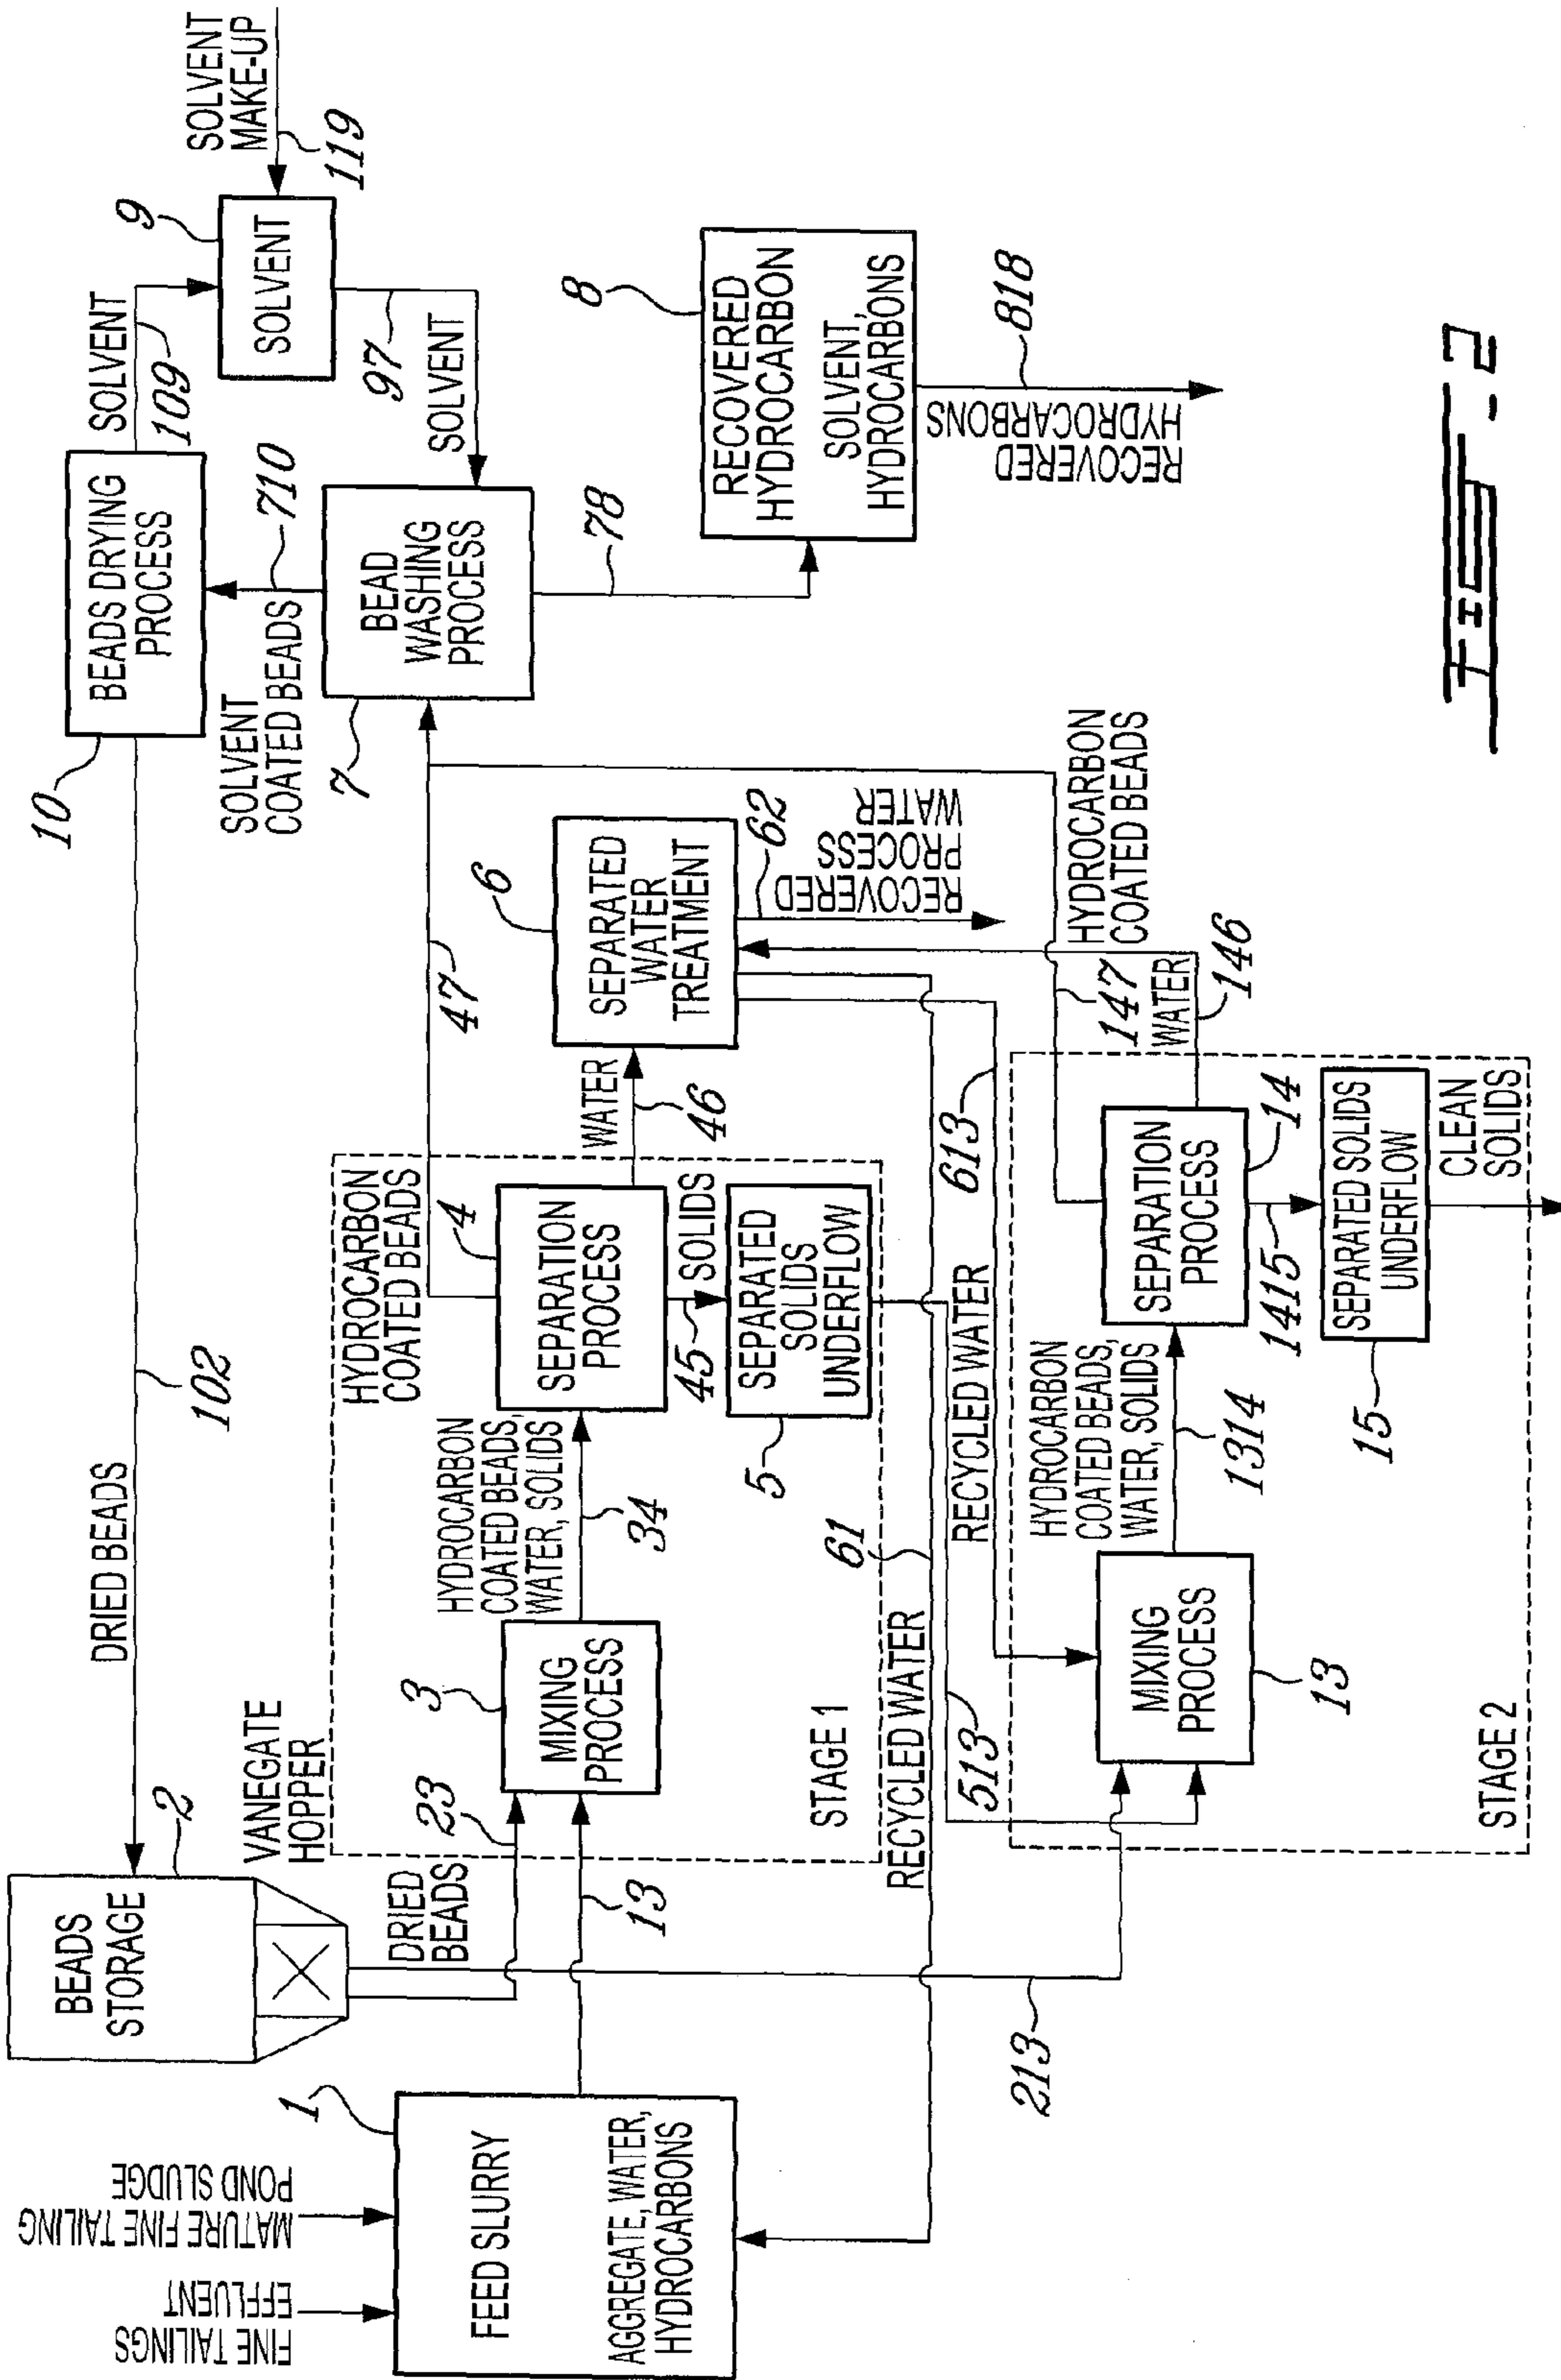 BEADS
STORAGE
2
VANEGATE
HOPPER
DRIED BEADS
102
10
BEADS DRYING
PROCESS
SOLVENT
109
SOLVENT
MAKE-UP
119
9
SOLVENT
97
SOLVENT
SOLVENT
COATED BEADS
710
7
BEAD
WASHING
PROCESS
78
8
RECOVERED
HYDROCARBON
SOLVENT,
HYDROCARBONS
818
RECOVERED
HYDROCARBONS
FINE TAILINGS
EFFLUENT
MATURE FINE TAILING
POND SLUDGE
1
FEED SLURRY
AGGREGATE, WATER,
HYDROCARBONS
DRIED
BEADS
23
13
213
3
MIXING
PROCESS
HYDROCARBON
COATED BEADS,
WATER, SOLIDS
34
HYDROCARBON
COATED BEADS
4
SEPARATION
PROCESS
47
WATER
46
45
SOLIDS
SEPARATED
SOLIDS
UNDERFLOW
5
STAGE 1
6
SEPARATED
WATER
TREATMENT
62
RECOVERED
PROCESS
WATER
RECYCLED WATER
61
513
RECYCLED WATER
613
HYDROCARBON
COATED BEADS
147
WATER
146
MIXING
PROCESS
13
HYDROCARBON
COATED BEADS,
WATER, SOLIDS
1314
SEPARATION
PROCESS
14
1415
SEPARATED SOLIDS
UNDERFLOW
15
CLEAN
SOLIDS
STAGE 2
FIG. - 2